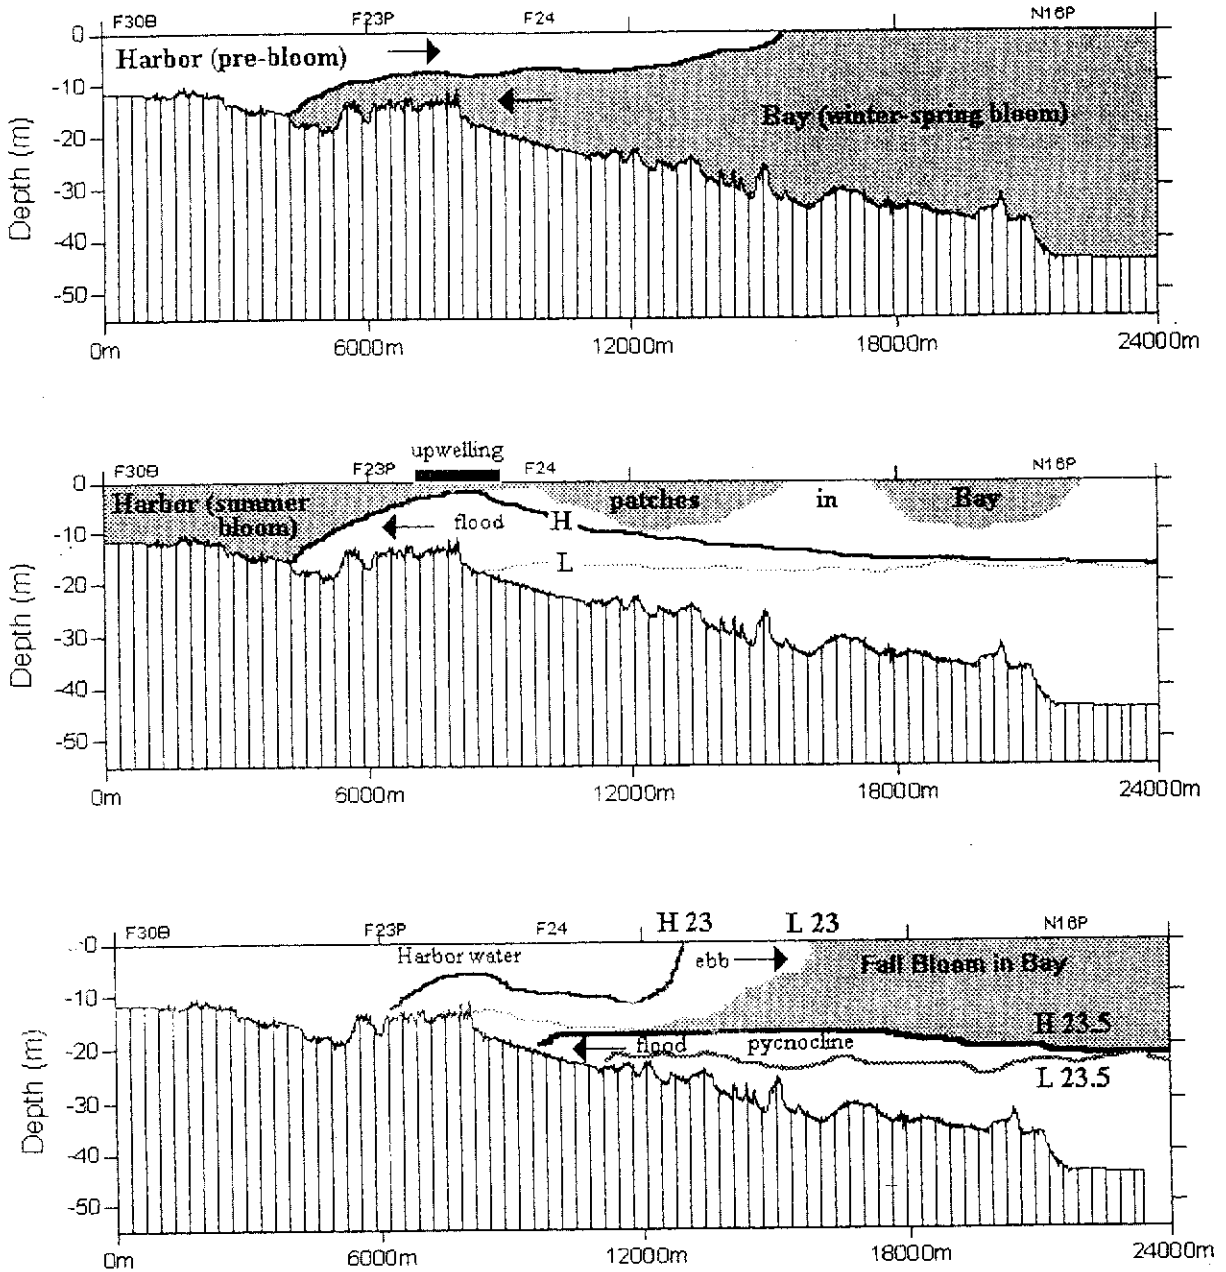 F30B F23P F24 N16P
0
Harbor (pre-bloom)
-10
Bay (winter-spring bloom)
-20
-30
-40
-50
Depth (m)
0m 6000m 12000m 18000m 24000m
upwelling
F30B F23P F24 N16P
0
Harbor (summer patches in Bay
bloom) flood H
-10
L
-20
-30
-40
-50
Depth (m)
0m 6000m 12000m 18000m 24000m
H 23 L 23
F30B F23P F24 N16P
-0
Harbor water ebb Fall Bloom in Bay
-10
H 23.5
flood pycnocline
-20
L 23.5
-30
-40
-50
Depth (m)
0m 6000m 12000m 18000m 24000m